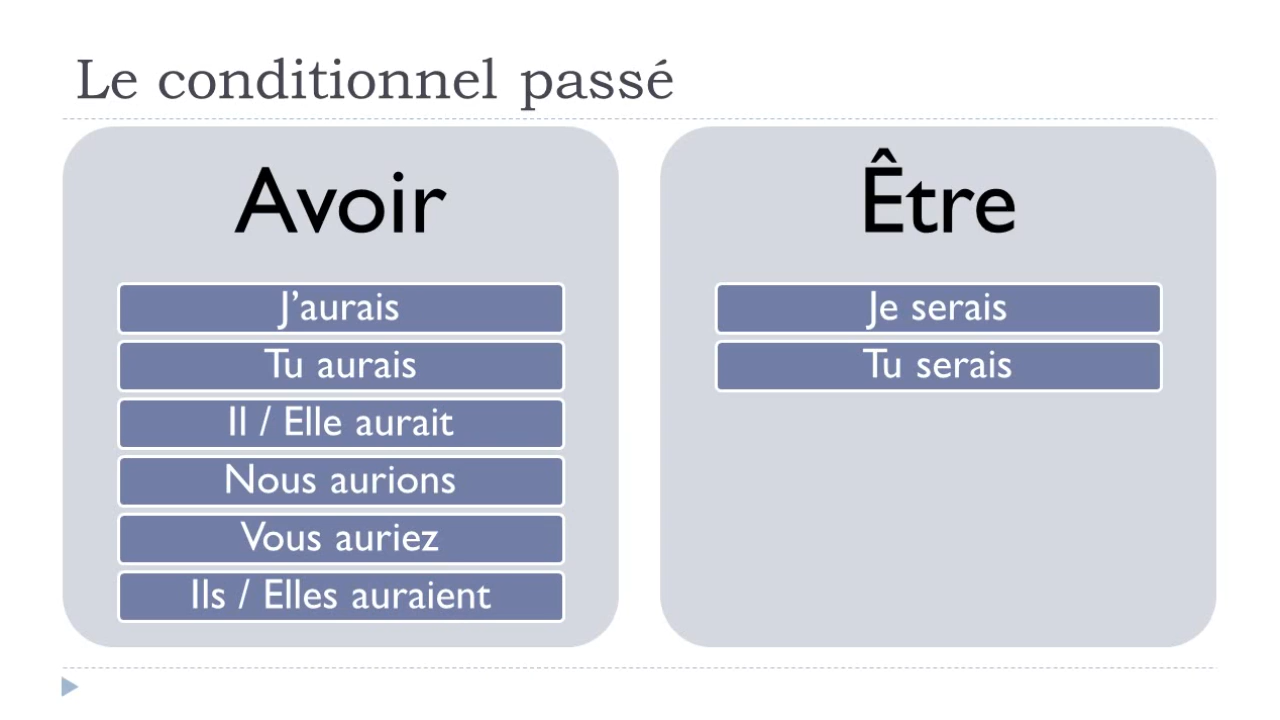 Le conditionnel passé
Avoir
J’aurais
Tu aurais
Il / Elle aurait
Nous aurions
Vous auriez
Ils / Elles auraient
Être
Je serais
Tu serais